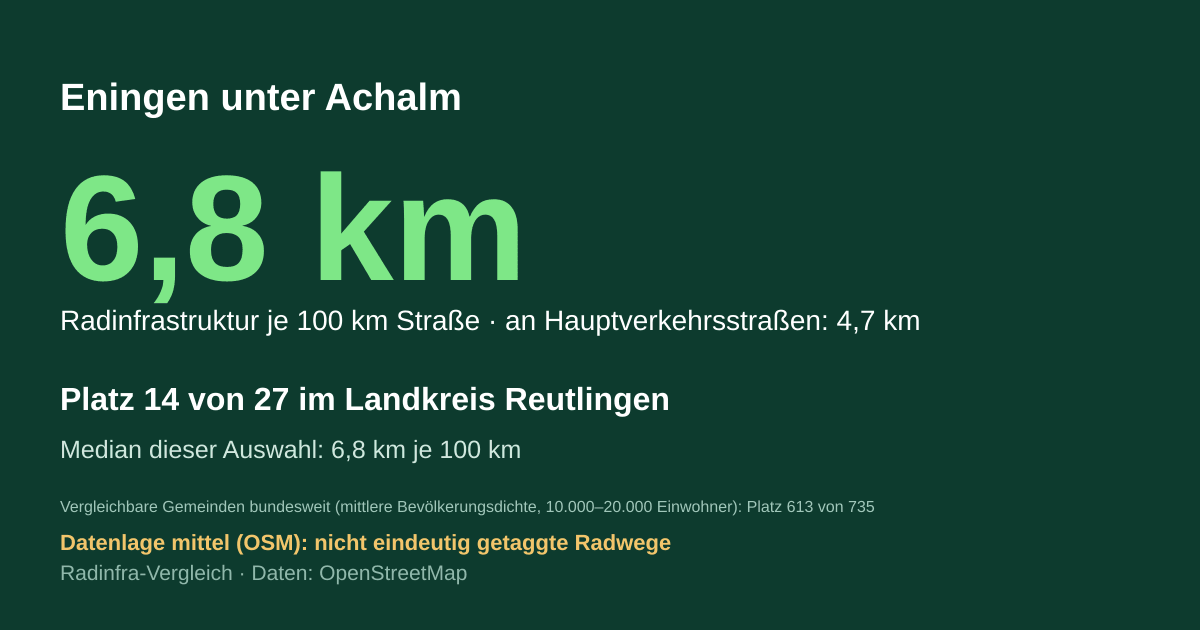 Eningen unter Achalm
6,8 km
Radinfrastruktur je 100 km Straße · an Hauptverkehrsstraßen: 4,7 km
Platz 14 von 27 im Landkreis Reutlingen
Median dieser Auswahl: 6,8 km je 100 km
Vergleichbare Gemeinden bundesweit (mittlere Bevölkerungsdichte, 10.000–20.000 Einwohner): Platz 613 von 735
Datenlage mittel (OSM): nicht eindeutig getaggte Radwege
Radinfra-Vergleich · Daten: OpenStreetMap